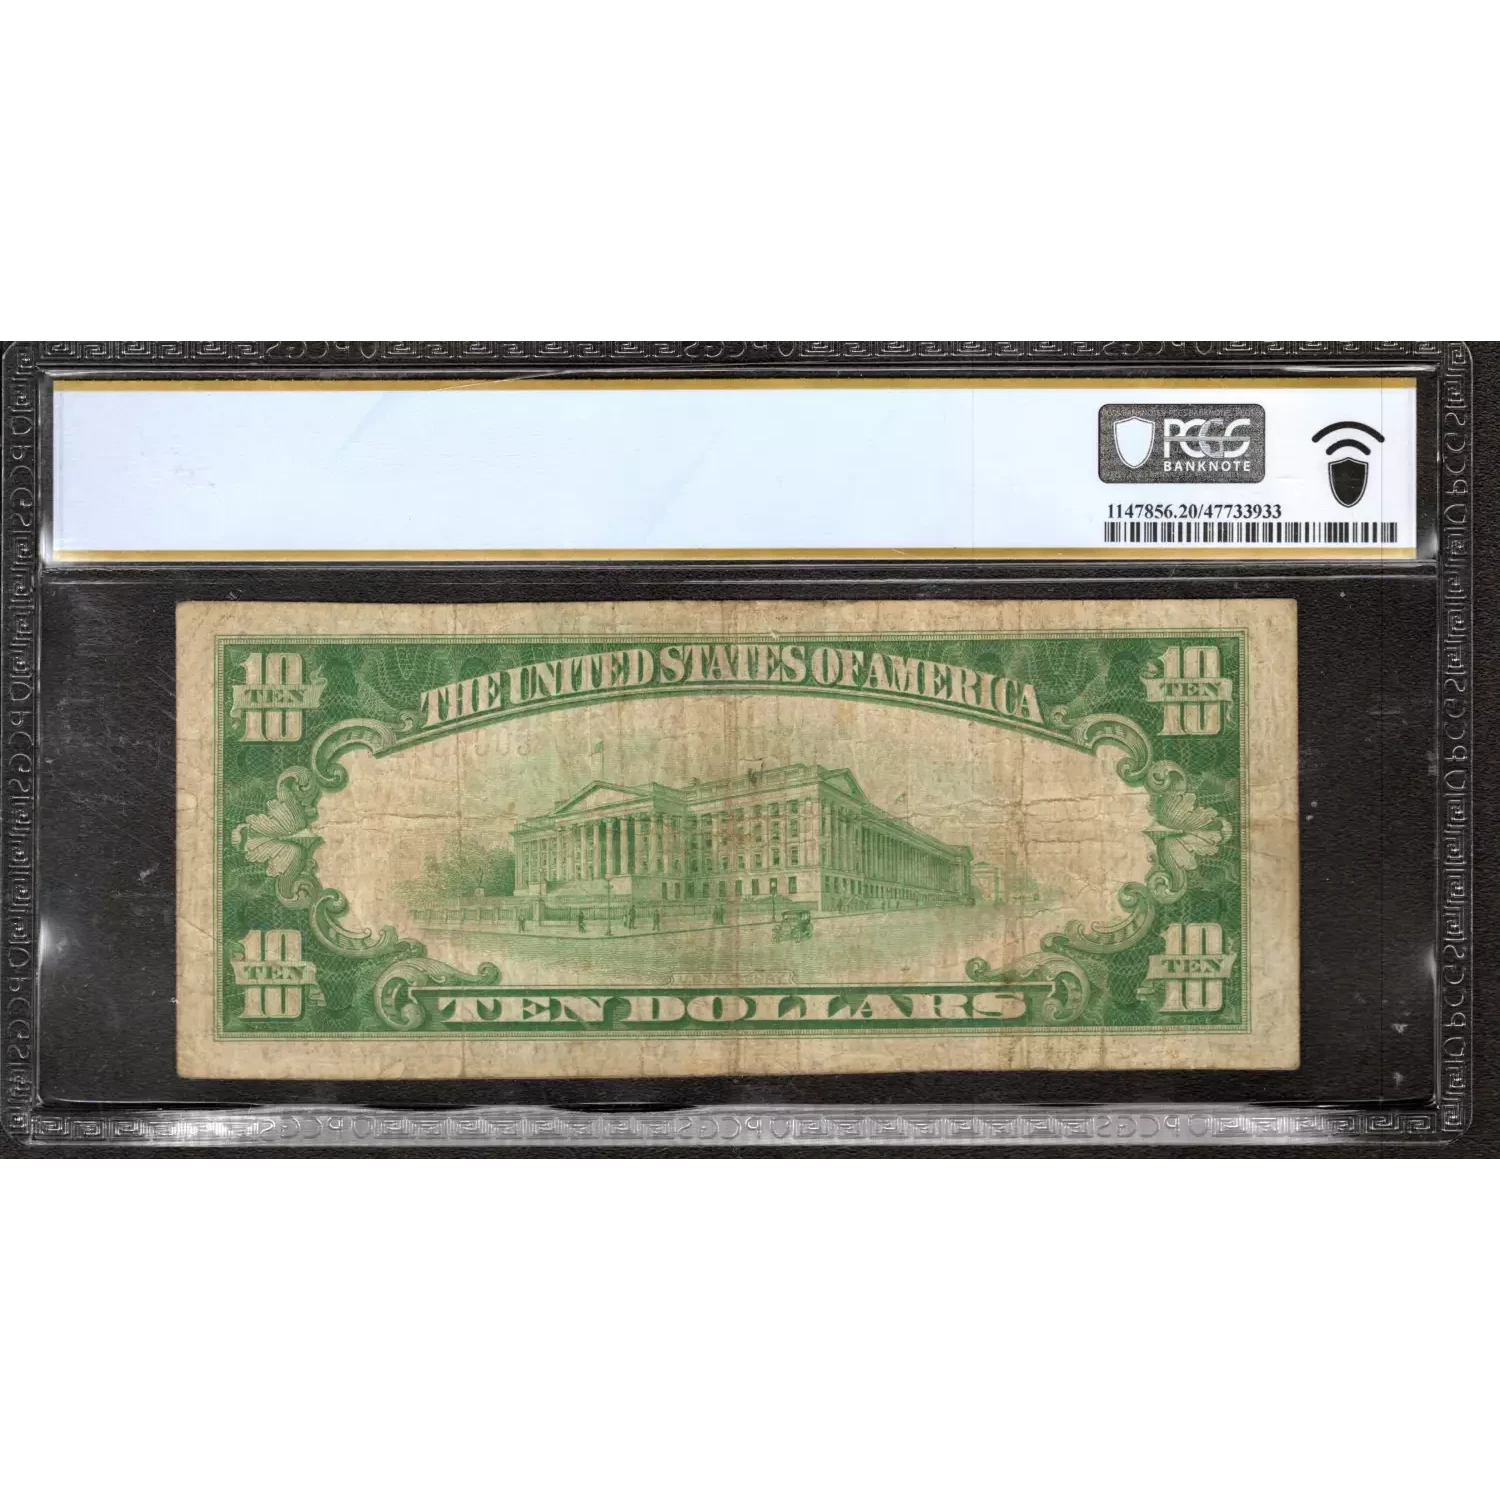 PCGS
BANKNOTE
1147856.20/47733933
10 TEN 10
THE UNITED STATES OF AMERICA
10 TEN 10
10 TEN 10
TEN DOLLARS
10 TEN 10